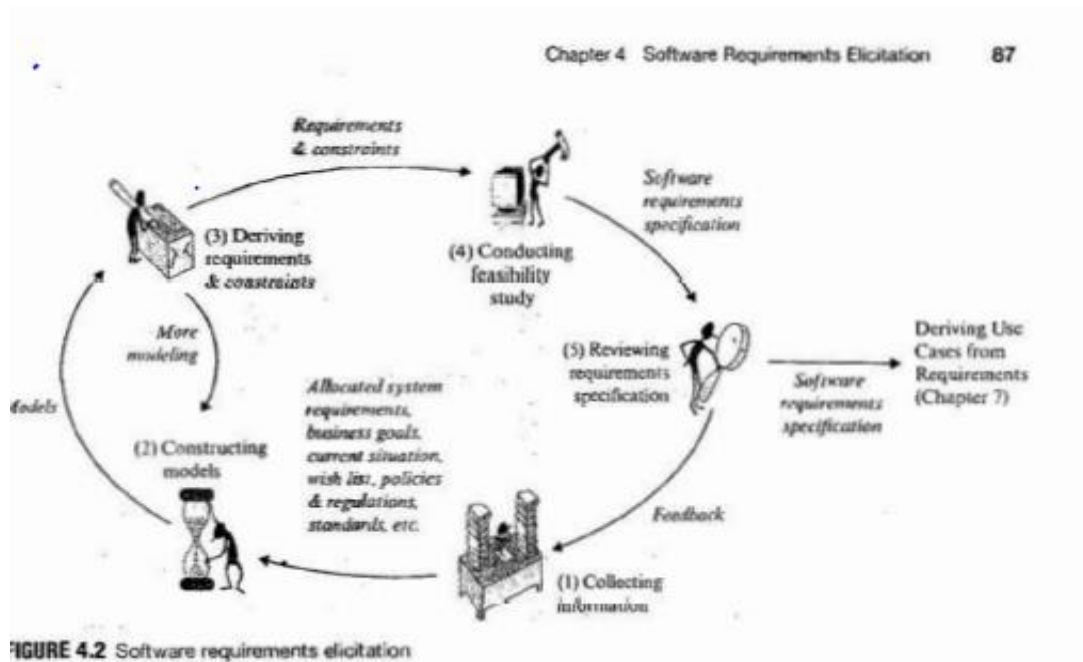 Chapter 4 Software Requirements Elicitation 87
Requirements
& constraints
Software
requirements
specification
(3) Deriving
requirements
& constraints
(4) Conducting
feasibility
study
More
modeling
(5) Reviewing
requirements
specification
Deriving Use
Cases from
Requirements
(Chapter 7)
Software
requirements
specification
odels
Allocated system
requirements,
business goals,
current situation,
wish list, policies
& regulations,
standards, etc.
(2) Constructing
models
Feedback
(1) Collecting
information
IGURE 4.2 Software requirements elicitation